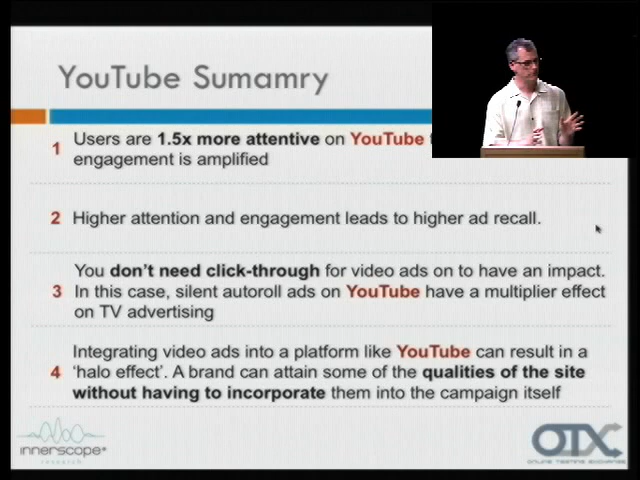 YouTube Sumamry
1 Users are 1.5x more attentive on YouTube
engagement is amplified
2 Higher attention and engagement leads to higher ad recall.
You don't need click-through for video ads on to have an impact.
3 In this case, silent autoroll ads on YouTube have a multiplier effect
on TV advertising
Integrating video ads into a platform like YouTube can result in a
4 'halo effect'. A brand can attain some of the qualities of the site
without having to incorporate them into the campaign itself
innerscope
research
OTX
ONLINE TESTING EXCHANGE